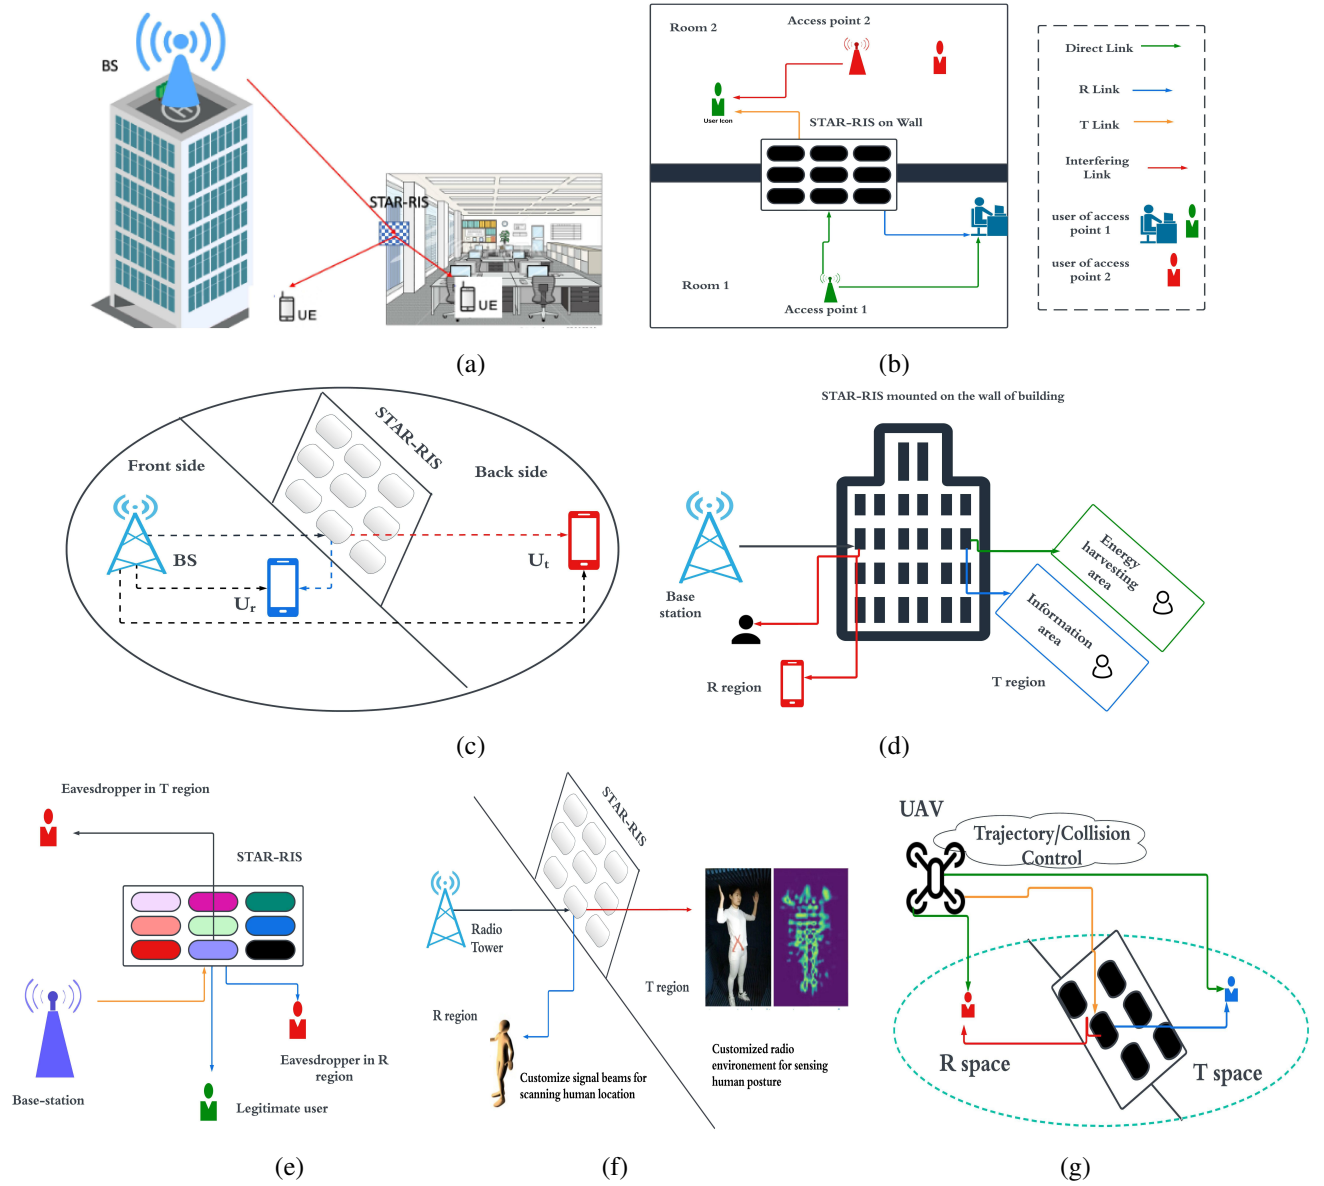 BS
STAR-RIS
UE
UE
(a)
Room 2
Access point 2
User Icon
STAR-RIS on Wall
Room 1
Access point 1
Direct Link
R Link
T Link
Interfering
Link
user of access
point 1
user of access
point 2
(b)
Front side
STAR-RIS
Back side
BS
Ur
Ut
(c)
STAR-RIS mounted on the wall of building
Base
station
R region
Energy
harvesting
area
Information
area
T region
(d)
Eavesdropper in T region
STAR-RIS
Base-station
Eavesdropper in R
region
Legitimate user
(e)
STAR-RIS
Radio
Tower
T region
R region
Customize signal beams for
scanning human location
Customized radio
environement for sensing
human posture
(f)
UAV
Trajectory/Collision
Control
R space
T space
(g)